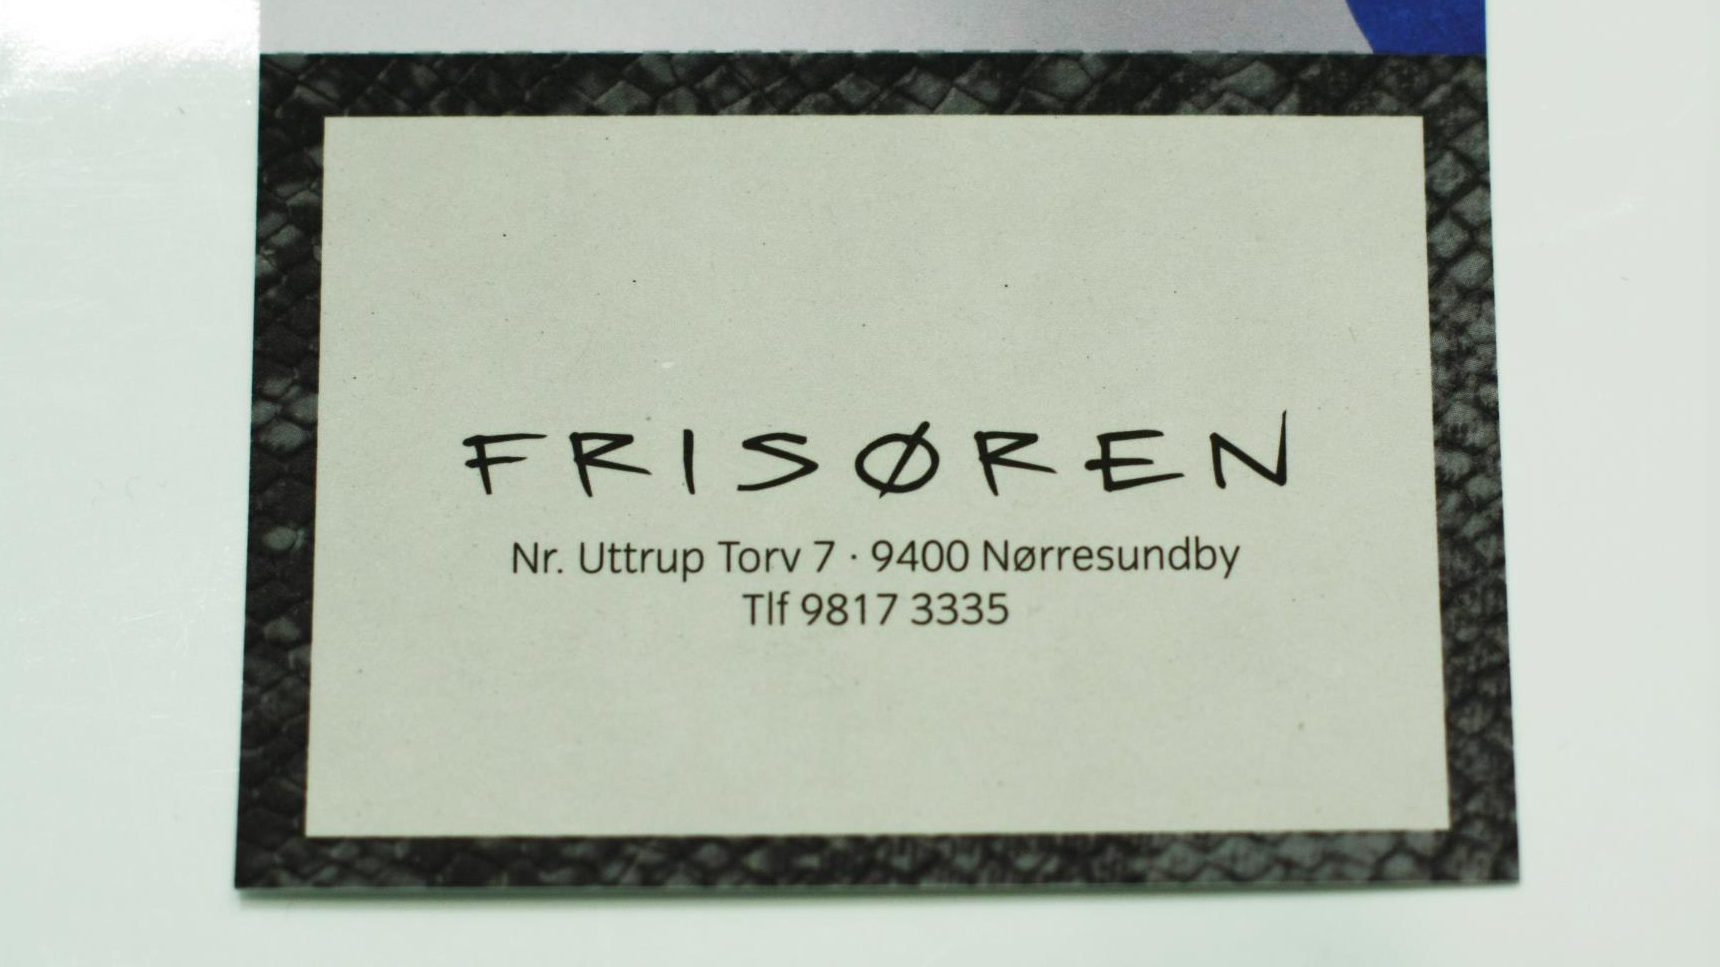 FRISØREN
Nr. Uttrup Torv 7 · 9400 Nørresundby
Tlf 9817 3335